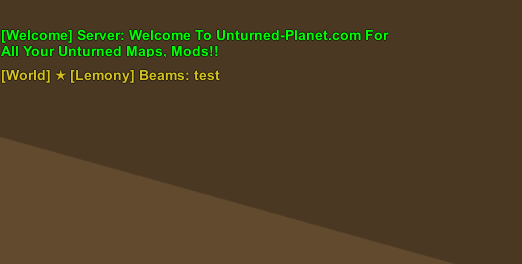 [Welcome] Server: Welcome To Unturned-Planet.com For
All Your Unturned Maps, Mods!!
[World] ★ [Lemony] Beams: test